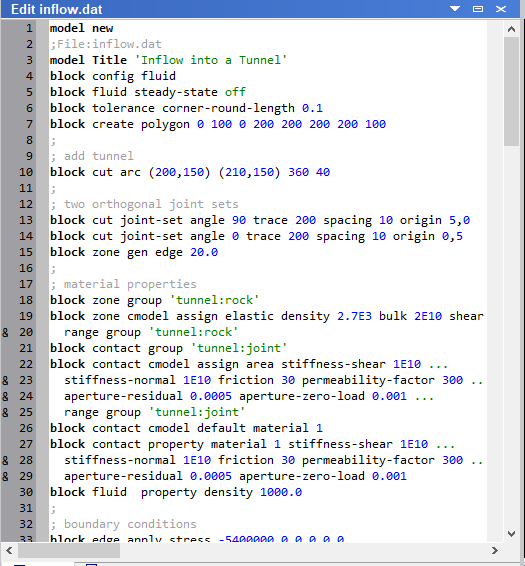 Edit inflow.dat
1 model new
2 ;File:inflow.dat
3 model Title 'Inflow into a Tunnel'
4 block config fluid
5 block fluid steady-state off
6 block tolerance corner-round-length 0.1
7 block create polygon 0 100 0 200 200 200 200 100
8 ;
9 ; add tunnel
10 block cut arc (200,150) (210,150) 360 40
11 ;
12 ; two orthogonal joint sets
13 block cut joint-set angle 90 trace 200 spacing 10 origin 5,0
14 block cut joint-set angle 0 trace 200 spacing 10 origin 0,5
15 block zone gen edge 20.0
16 ;
17 ; material properties
18 block zone group 'tunnel:rock'
19 block zone cmodel assign elastic density 2.7E3 bulk 2E10 shear
& 20 range group 'tunnel:rock'
21 block contact group 'tunnel:joint'
22 block contact cmodel assign area stiffness-shear 1E10 ...
& 23 stiffness-normal 1E10 friction 30 permeability-factor 300 ..
& 24 aperture-residual 0.0005 aperture-zero-load 0.001 ...
& 25 range group 'tunnel:joint'
26 block contact cmodel default material 1
27 block contact property material 1 stiffness-shear 1E10 ...
& 28 stiffness-normal 1E10 friction 30 permeability-factor 300 ..
& 29 aperture-residual 0.0005 aperture-zero-load 0.001
30 block fluid  property density 1000.0
31 ;
32 ; boundary conditions
33 block edge apply stress -5400000 0 0 0 0 0